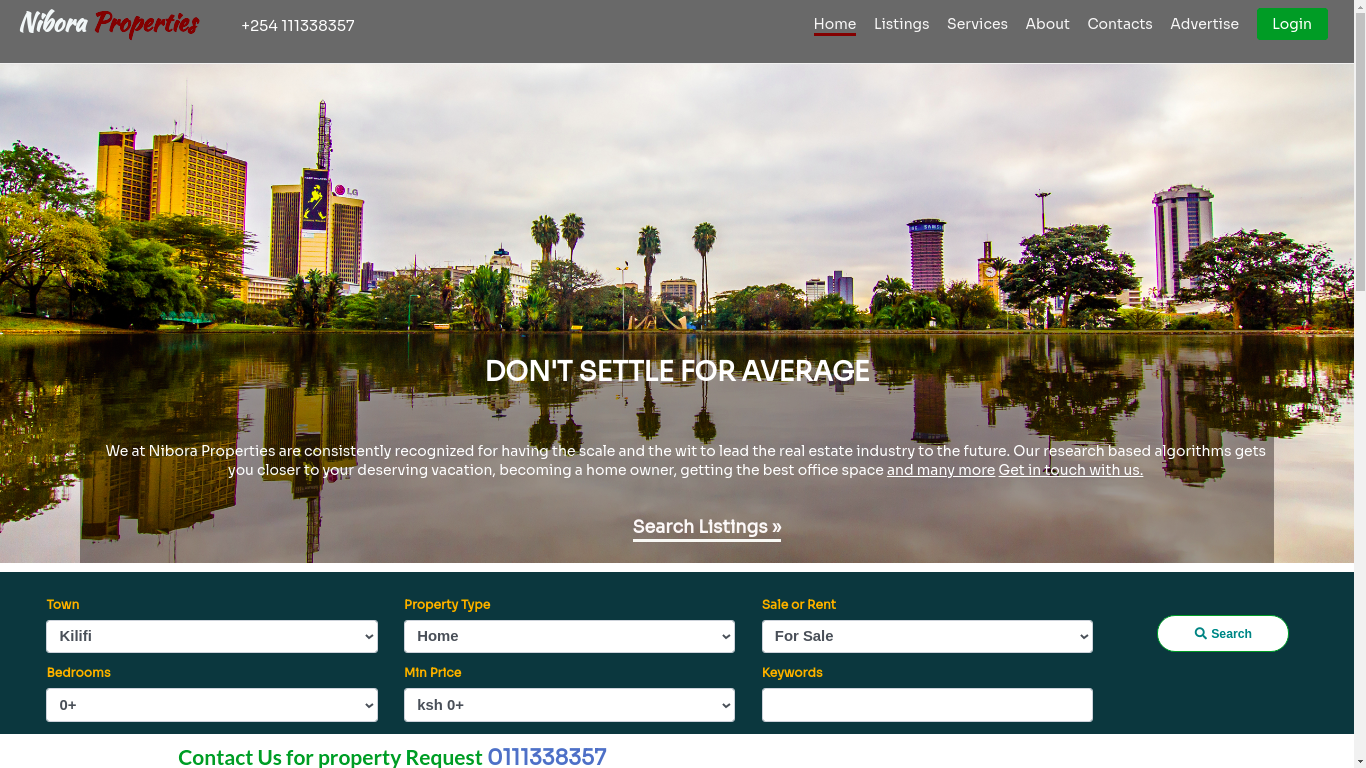 Nibora Properties
+254 111338357
Home Listings Services About Contacts Advertise Login
LG
DON'T SETTLE FOR AVERAGE
We at Nibora Properties are consistently recognized for having the scale and the wit to lead the real estate industry to the future. Our research based algorithms gets
you closer to your deserving vacation, becoming a home owner, getting the best office space and many more Get in touch with us.
Search Listings »
Town Property Type Sale or Rent
Kilifi Home For Sale Search
Bedrooms Min Price Keywords
0+ ksh 0+
Contact Us for property Request 0111338357